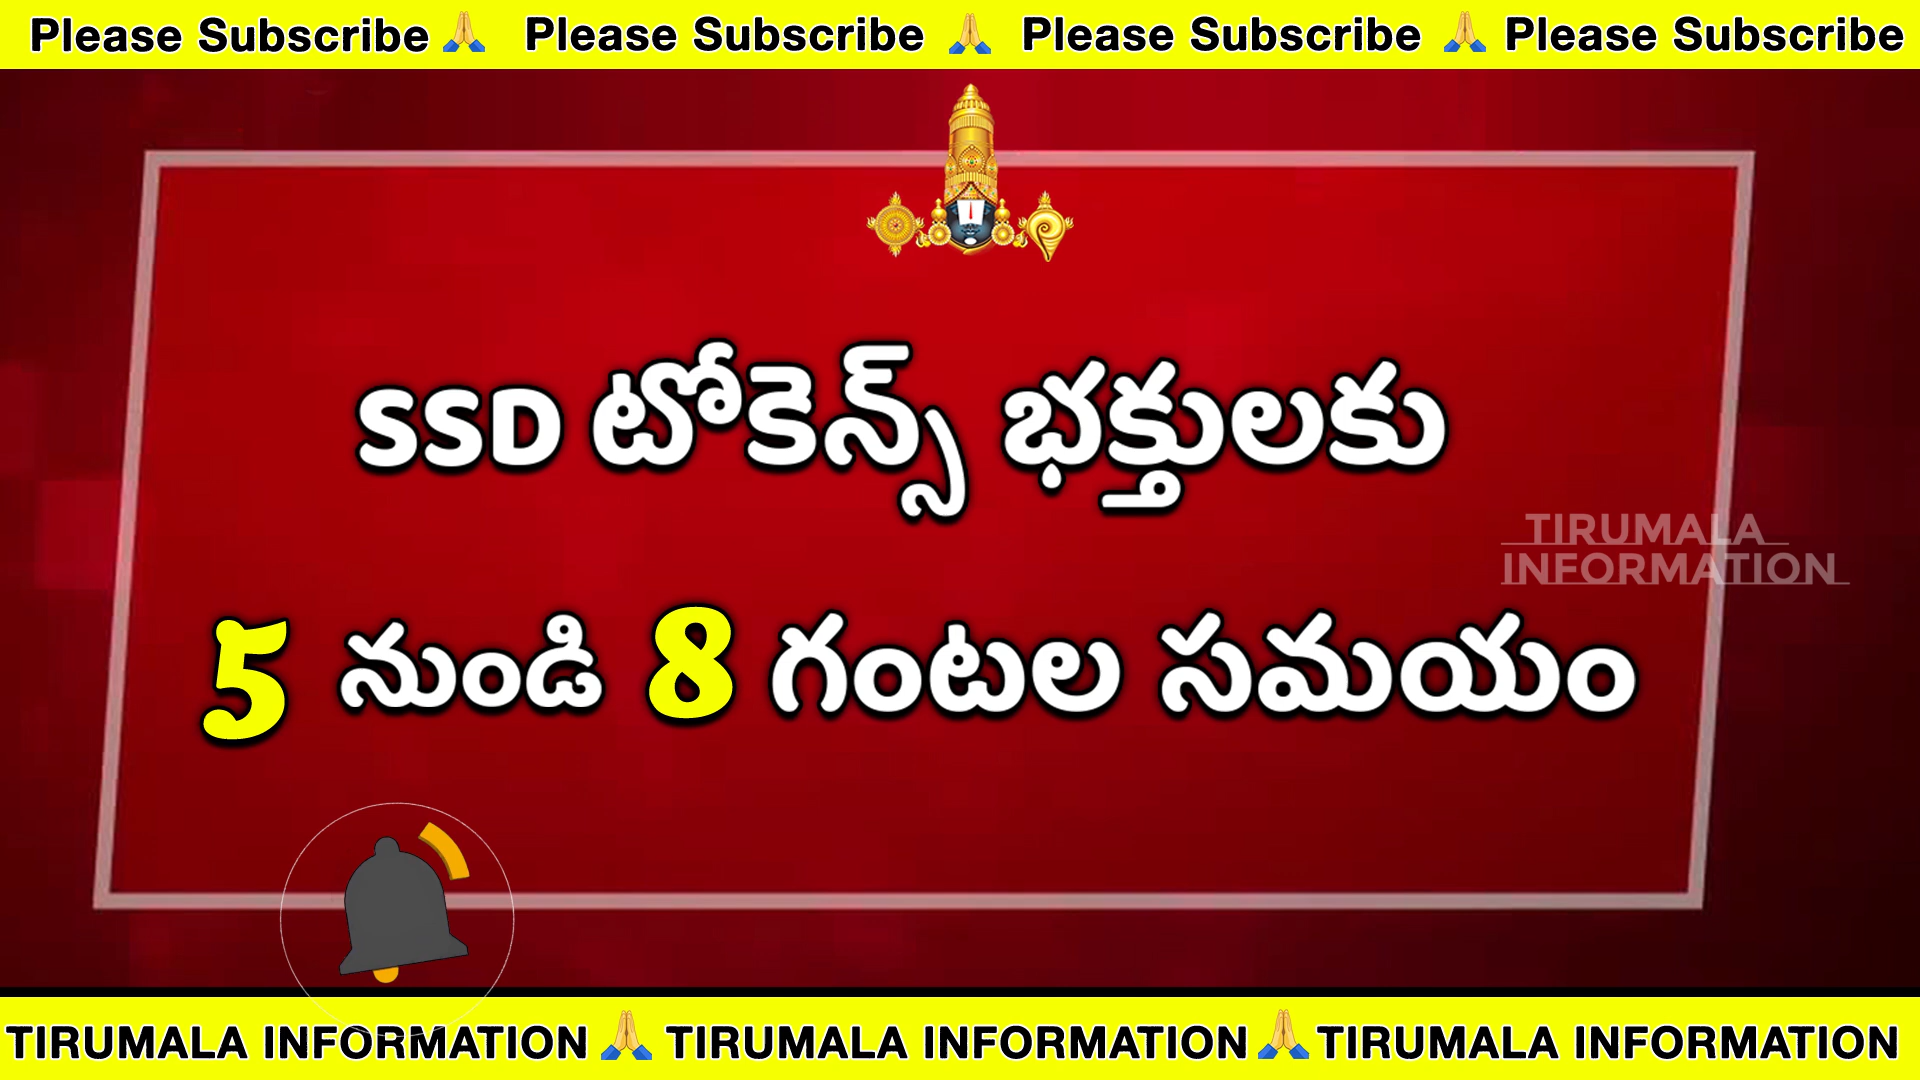 Please Subscribe🙏 Please Subscribe 🙏 Please Subscribe 🙏 Please Subscribe
SSD టోకెన్స్ భక్తులకు
TIRUMALA
INFORMATION
5 నుండి 8 గంటల సమయం
TIRUMALA INFORMATION🙏 TIRUMALA INFORMATION🙏TIRUMALA INFORMATION